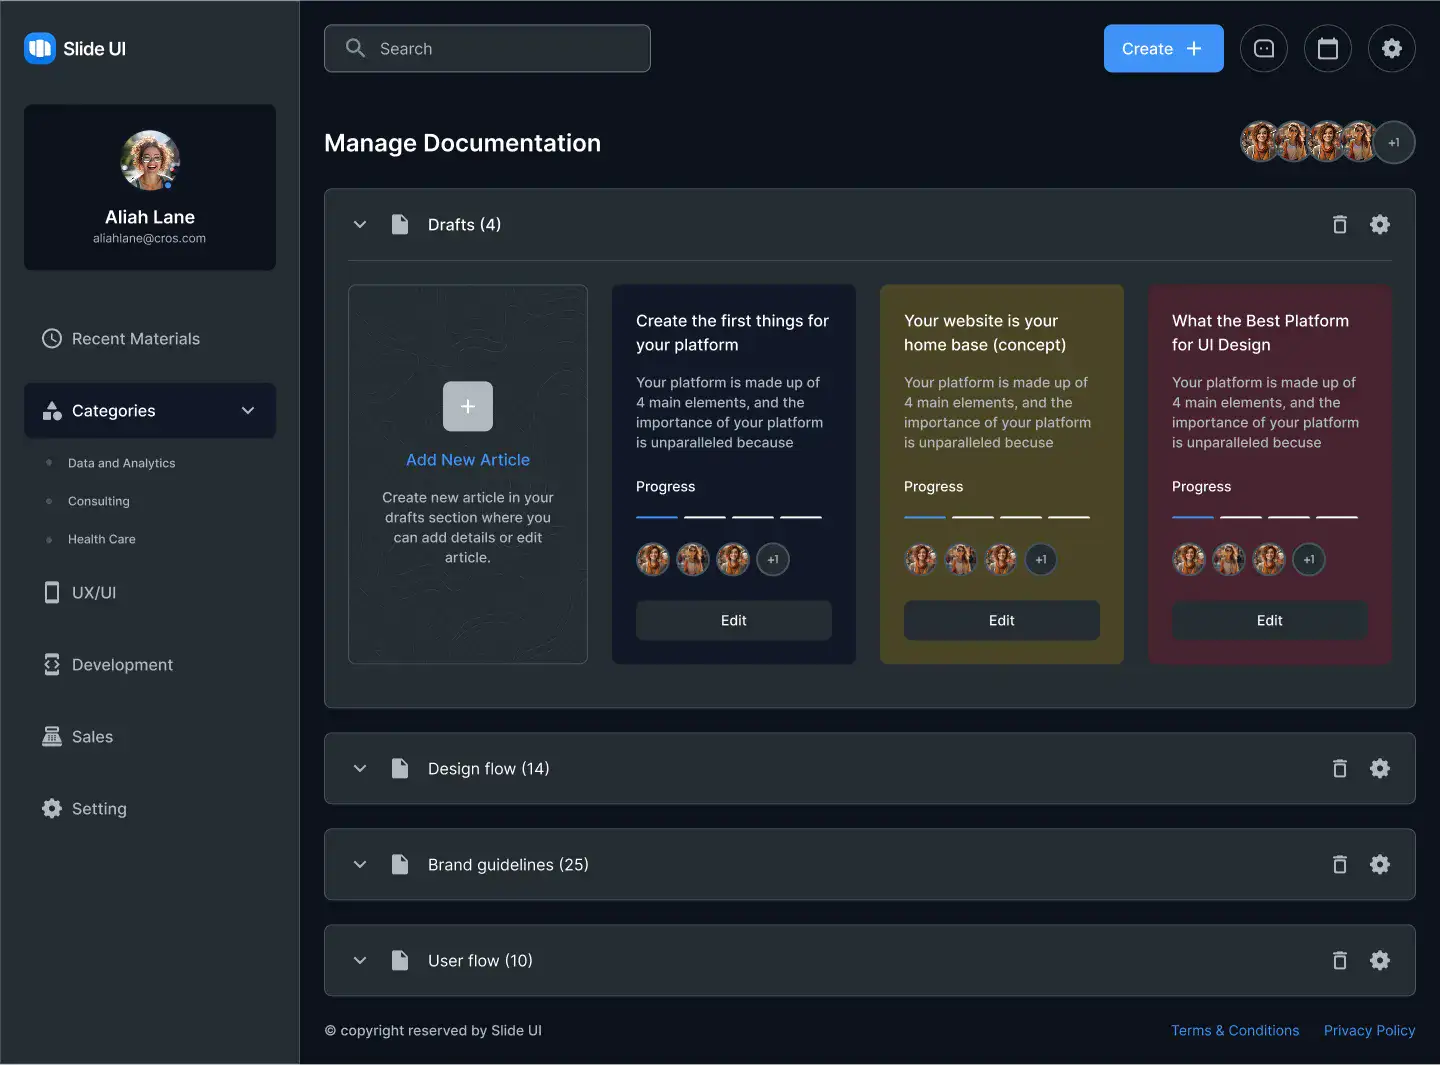 Slide UI
Search
Create
Aliah Lane
aliahlane@cros.com
Manage Documentation
+1
Recent Materials
Categories
Data and Analytics
Consulting
Health Care
UX/UI
Development
Sales
Setting
Drafts (4)
Add New Article
Create new article in your
drafts section where you
can add details or edit
article.
Create the first things for
your platform
Your platform is made up of
4 main elements, and the
importance of your platform
is unparalleled because
Progress
+1
Edit
Your website is your
home base (concept)
Your platform is made up of
4 main elements, and the
importance of your platform
is unparalleled becuse
Progress
+1
Edit
What the Best Platform
for UI Design
Your platform is made up of
4 main elements, and the
importance of your platform
is unparalleled becuse
Progress
+1
Edit
Design flow (14)
Brand guidelines (25)
User flow (10)
© copyright reserved by Slide UI
Terms & Conditions
Privacy Policy